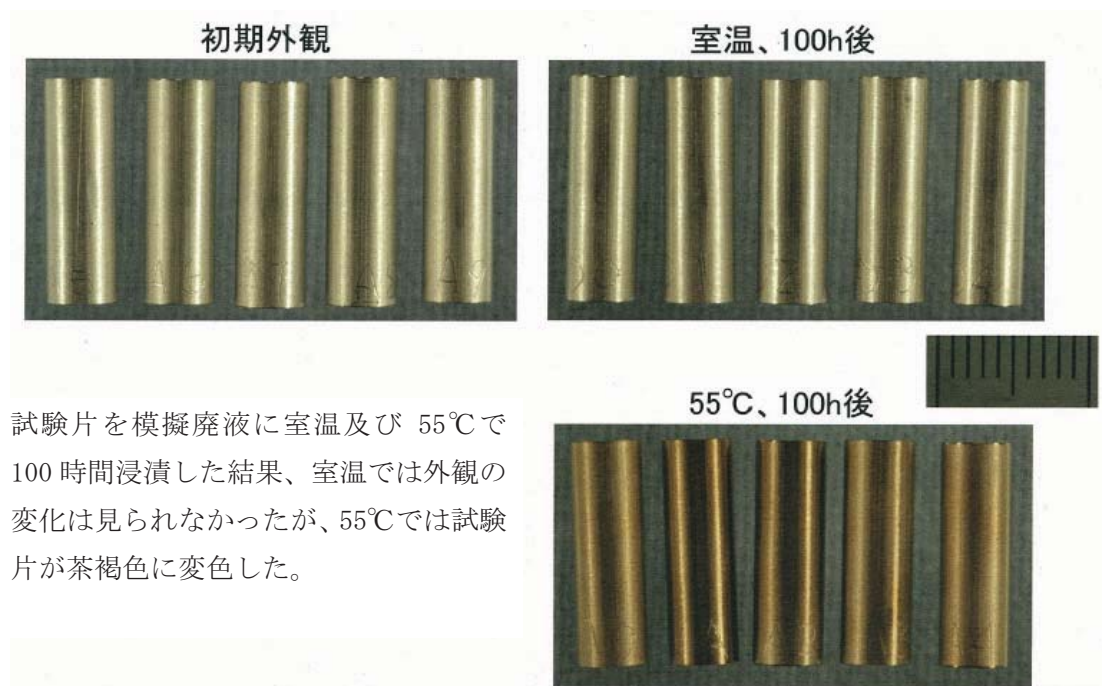 初期外観
室温、100h後
55℃、100h後
試験片を模擬廃液に室温及び 55℃で
100 時間浸漬した結果、室温では外観の
変化は見られなかったが、55℃では試験
片が茶褐色に変色した。
A9